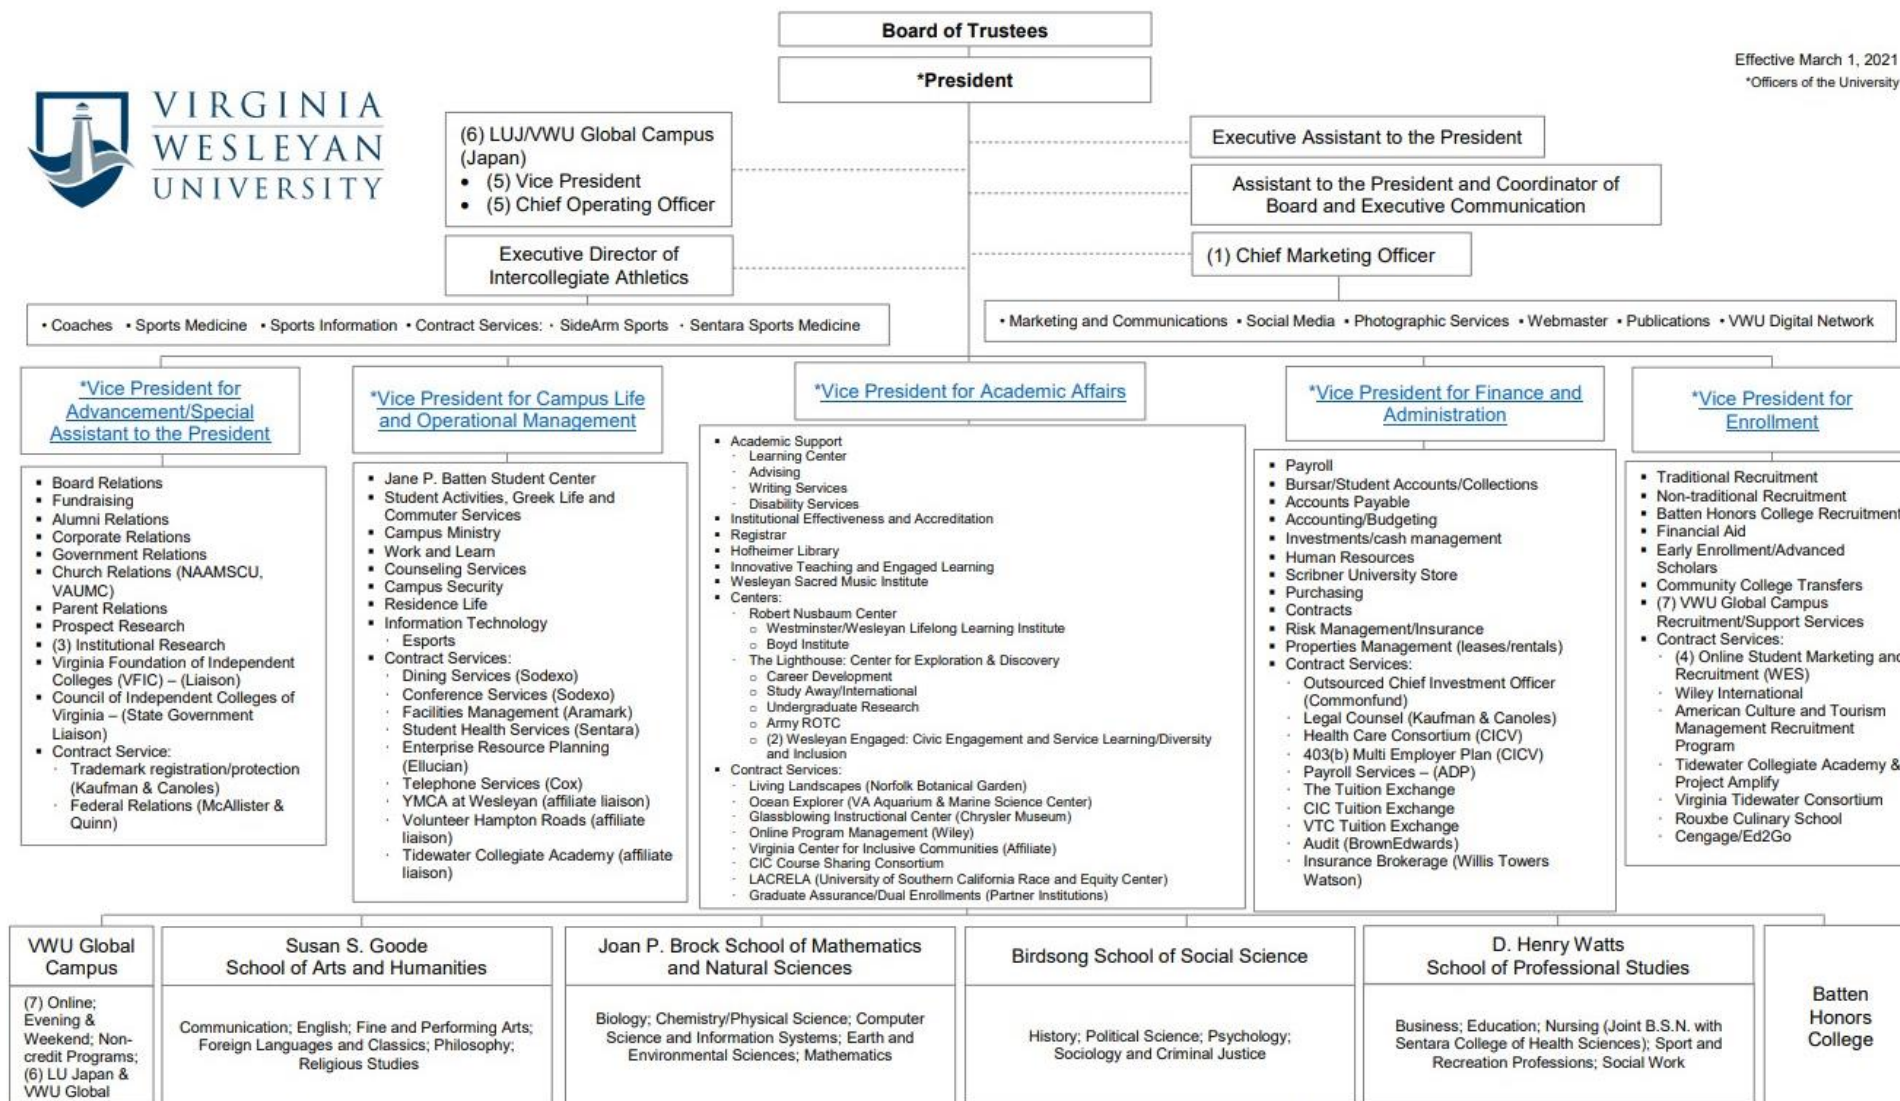 Board of Trustees
*President
Effective March 1, 2021
*Officers of the University
VIRGINIA
WESLEYAN
UNIVERSITY
(6) LUJ/VWU Global Campus
(Japan)
• (5) Vice President
• (5) Chief Operating Officer
Executive Assistant to the President
Assistant to the President and Coordinator of
Board and Executive Communication
Executive Director of
Intercollegiate Athletics
(1) Chief Marketing Officer
• Coaches • Sports Medicine • Sports Information • Contract Services: · SideArm Sports · Sentara Sports Medicine
• Marketing and Communications • Social Media • Photographic Services • Webmaster • Publications • VWU Digital Network
*Vice President for
Advancement/Special
Assistant to the President
▪ Board Relations
▪ Fundraising
▪ Alumni Relations
▪ Corporate Relations
▪ Government Relations
▪ Church Relations (NAAMSCU,
VAUMC)
▪ Parent Relations
▪ Prospect Research
▪ (3) Institutional Research
▪ Virginia Foundation of Independent
Colleges (VFIC) – (Liaison)
▪ Council of Independent Colleges of
Virginia – (State Government
Liaison)
▪ Contract Service:
· Trademark registration/protection
(Kaufman & Canoles)
· Federal Relations (McAllister &
Quinn)
*Vice President for Campus Life
and Operational Management
▪ Jane P. Batten Student Center
▪ Student Activities, Greek Life and
Commuter Services
▪ Campus Ministry
▪ Work and Learn
▪ Counseling Services
▪ Campus Security
▪ Residence Life
▪ Information Technology
· Esports
▪ Contract Services:
· Dining Services (Sodexo)
· Conference Services (Sodexo)
· Facilities Management (Aramark)
· Student Health Services (Sentara)
· Enterprise Resource Planning
(Ellucian)
· Telephone Services (Cox)
· YMCA at Wesleyan (affiliate liaison)
· Volunteer Hampton Roads (affiliate
liaison)
· Tidewater Collegiate Academy (affiliate
liaison)
*Vice President for Academic Affairs
▪ Academic Support
· Learning Center
· Advising
· Writing Services
· Disability Services
▪ Institutional Effectiveness and Accreditation
▪ Registrar
▪ Hofheimer Library
▪ Innovative Teaching and Engaged Learning
▪ Wesleyan Sacred Music Institute
▪ Centers:
· Robert Nusbaum Center
o Westminster/Wesleyan Lifelong Learning Institute
o Boyd Institute
· The Lighthouse: Center for Exploration & Discovery
o Career Development
o Study Away/International
o Undergraduate Research
o Army ROTC
o (2) Wesleyan Engaged: Civic Engagement and Service Learning/Diversity
and Inclusion
▪ Contract Services:
· Living Landscapes (Norfolk Botanical Garden)
· Ocean Explorer (VA Aquarium & Marine Science Center)
· Glassblowing Instructional Center (Chrysler Museum)
· Online Program Management (Wiley)
· Virginia Center for Inclusive Communities (Affiliate)
· CIC Course Sharing Consortium
· LACRELA (University of Southern California Race and Equity Center)
· Graduate Assurance/Dual Enrollments (Partner Institutions)
*Vice President for Finance and
Administration
▪ Payroll
▪ Bursar/Student Accounts/Collections
▪ Accounts Payable
▪ Accounting/Budgeting
▪ Investments/cash management
▪ Human Resources
▪ Scribner University Store
▪ Purchasing
▪ Contracts
▪ Risk Management/Insurance
▪ Properties Management (leases/rentals)
▪ Contract Services:
· Outsourced Chief Investment Officer
(Commonfund)
· Legal Counsel (Kaufman & Canoles)
· Health Care Consortium (CICV)
· 403(b) Multi Employer Plan (CICV)
· Payroll Services – (ADP)
· The Tuition Exchange
· CIC Tuition Exchange
· VTC Tuition Exchange
· Audit (BrownEdwards)
· Insurance Brokerage (Willis Towers
Watson)
*Vice President for
Enrollment
▪ Traditional Recruitment
▪ Non-traditional Recruitment
▪ Batten Honors College Recruitment
▪ Financial Aid
▪ Early Enrollment/Advanced
Scholars
▪ Community College Transfers
▪ (7) VWU Global Campus
Recruitment/Support Services
▪ Contract Services:
· (4) Online Student Marketing and
Recruitment (WES)
· Wiley International
· American Culture and Tourism
Management Recruitment
Program
· Tidewater Collegiate Academy &
Project Amplify
· Virginia Tidewater Consortium
· Rouxbe Culinary School
· Cengage/Ed2Go
VWU Global
Campus
(7) Online;
Evening &
Weekend; Non-
credit Programs;
(6) LU Japan &
VWU Global
Susan S. Goode
School of Arts and Humanities
Communication; English; Fine and Performing Arts;
Foreign Languages and Classics; Philosophy;
Religious Studies
Joan P. Brock School of Mathematics
and Natural Sciences
Biology; Chemistry/Physical Science; Computer
Science and Information Systems; Earth and
Environmental Sciences; Mathematics
Birdsong School of Social Science
History; Political Science; Psychology;
Sociology and Criminal Justice
D. Henry Watts
School of Professional Studies
Business; Education; Nursing (Joint B.S.N. with
Sentara College of Health Sciences); Sport and
Recreation Professions; Social Work
Batten
Honors
College